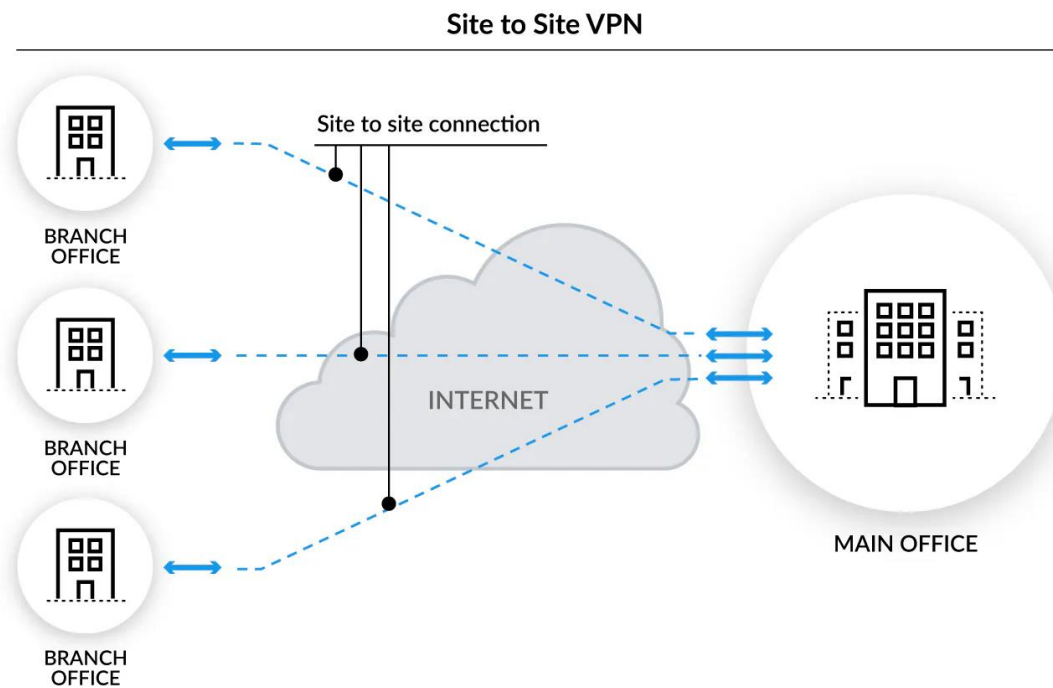 Site to Site VPN
Site to site connection
BRANCH
OFFICE
BRANCH
OFFICE
INTERNET
BRANCH
OFFICE
MAIN OFFICE